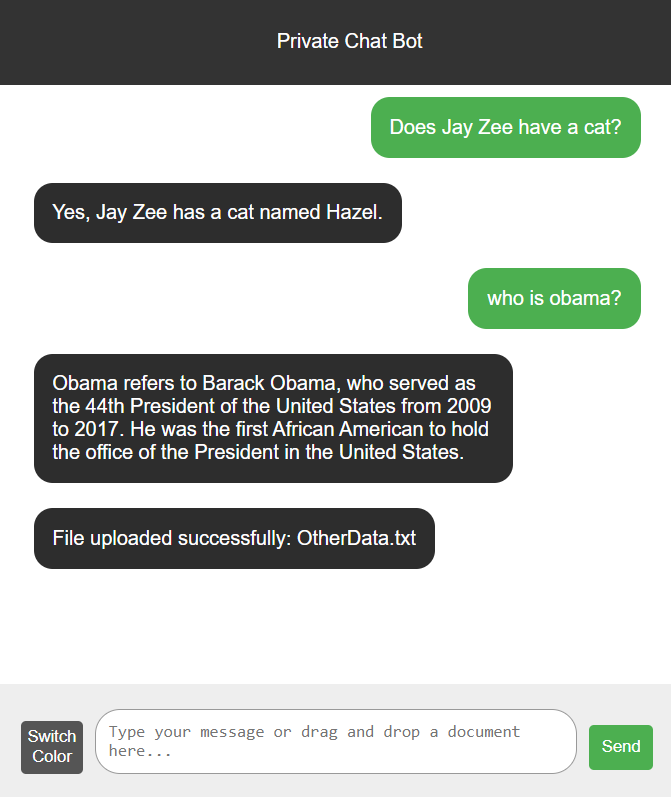 Private Chat Bot
Does Jay Zee have a cat?
Yes, Jay Zee has a cat named Hazel.
who is obama?
Obama refers to Barack Obama, who served as
the 44th President of the United States from 2009
to 2017. He was the first African American to hold
the office of the President in the United States.
File uploaded successfully: OtherData.txt
Switch
Color
Type your message or drag and drop a document
here...
Send